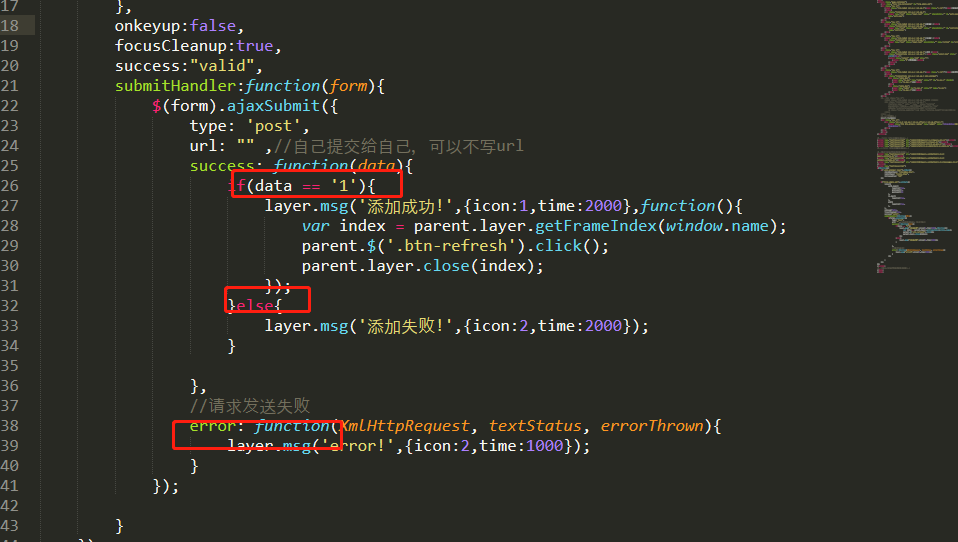 17 },
18 onkeyup:false,
19 focusCleanup:true,
20 success:"valid",
21 submitHandler:function(form){
22 $(form).ajaxSubmit({
23 type: 'post',
24 url: "" ,//自己提交给自己, 可以不写url
25 success: function(data){
26 if(data == '1'){
27 layer.msg('添加成功!',{icon:1,time:2000},function(){
28 var index = parent.layer.getFrameIndex(window.name);
29 parent.$('.btn-refresh').click();
30 parent.layer.close(index);
31 });
32 }else{
33 layer.msg('添加失败!',{icon:2,time:2000});
34 }
35
36 },
37 //请求发送失败
38 error: function(XmlHttpRequest, textStatus, errorThrown){
39 layer.msg('error!',{icon:2,time:1000});
40 }
41 });
42
43 }